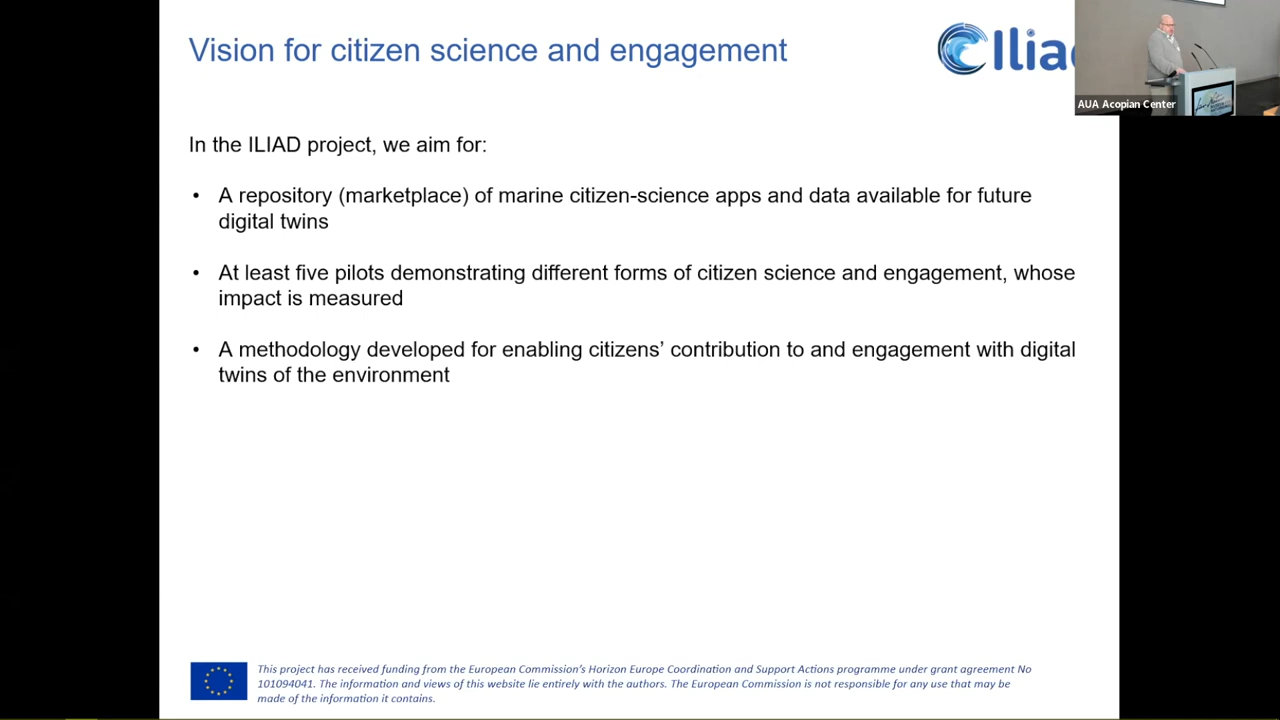 Vision for citizen science and engagement
Ilia
AUA Acopian Center
In the ILIAD project, we aim for:
• A repository (marketplace) of marine citizen-science apps and data available for future
digital twins
• At least five pilots demonstrating different forms of citizen science and engagement, whose
impact is measured
• A methodology developed for enabling citizens’ contribution to and engagement with digital
twins of the environment
This project has received funding from the European Commission’s Horizon Europe Coordination and Support Actions programme under grant agreement No
101094041. The information and views of this website lie entirely with the authors. The European Commission is not responsible for any use that may be
made of the information it contains.